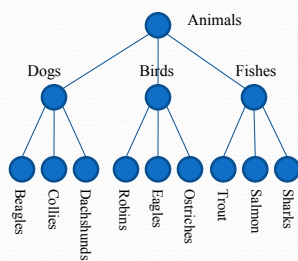 Animals
Dogs
Birds
Fishes
Beagles
Collies
Dachshunds
Robins
Eagles
Ostriches
Trout
Salmon
Sharks